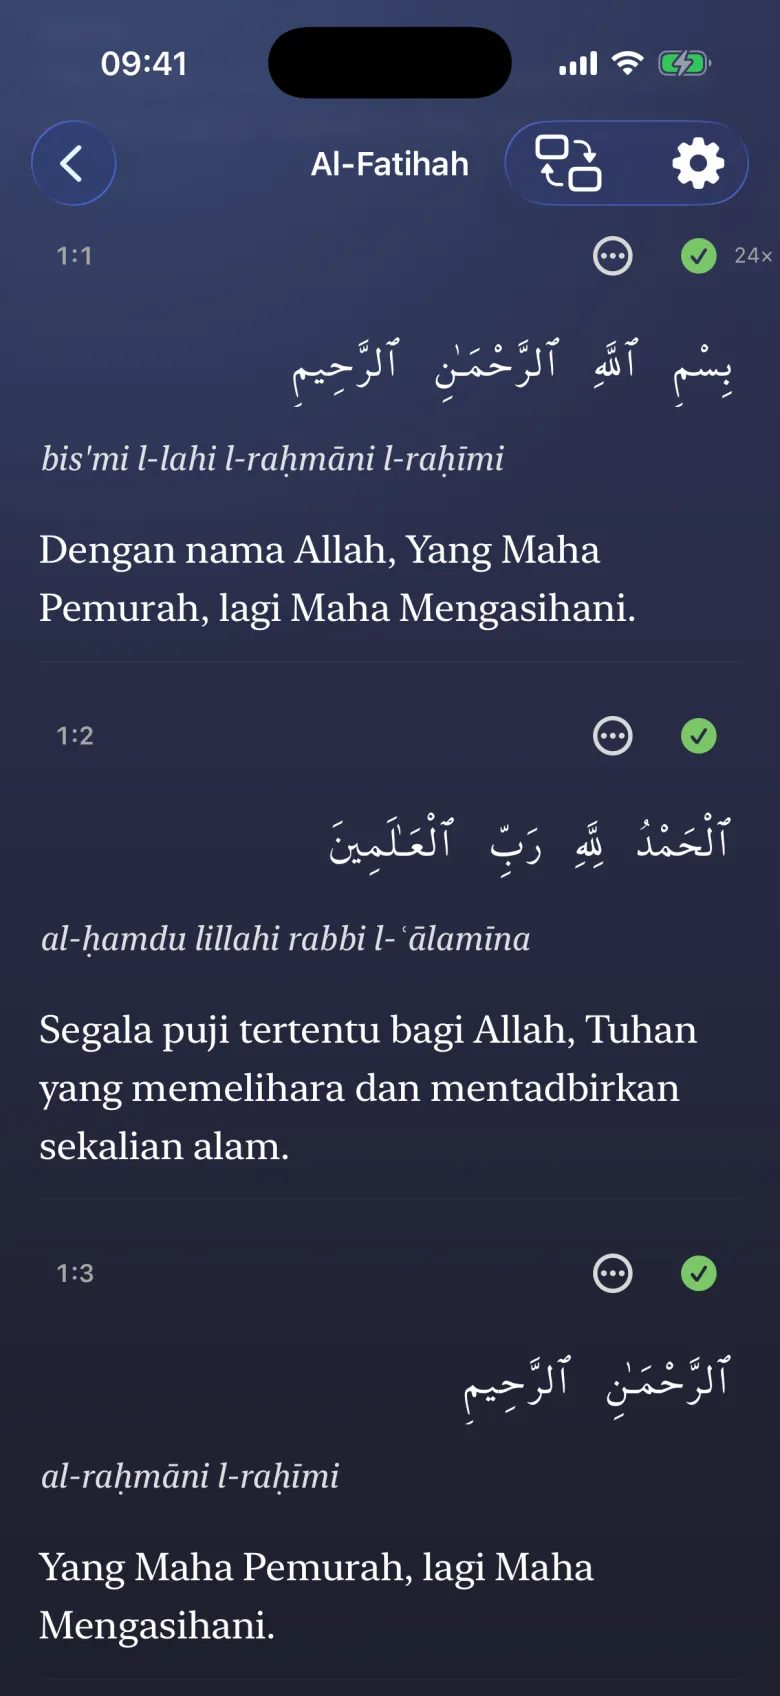 09:41
Al-Fatihah
1:1
24×
بِسْمِ ٱللَّهِ ٱلرَّحْمَـٰنِ ٱلرَّحِيمِ
bis'mi l-lahi l-raḥmāni l-raḥīmi
Dengan nama Allah, Yang Maha
Pemurah, lagi Maha Mengasihani.
1:2
ٱلْحَمْدُ لِلَّهِ رَبِّ ٱلْعَـٰلَمِينَ
al-ḥamdu lillahi rabbi l-ʿālamīna
Segala puji tertentu bagi Allah, Tuhan
yang memelihara dan mentadbirkan
sekalian alam.
1:3
ٱلرَّحْمَـٰنِ ٱلرَّحِيمِ
al-raḥmāni l-raḥīmi
Yang Maha Pemurah, lagi Maha
Mengasihani.